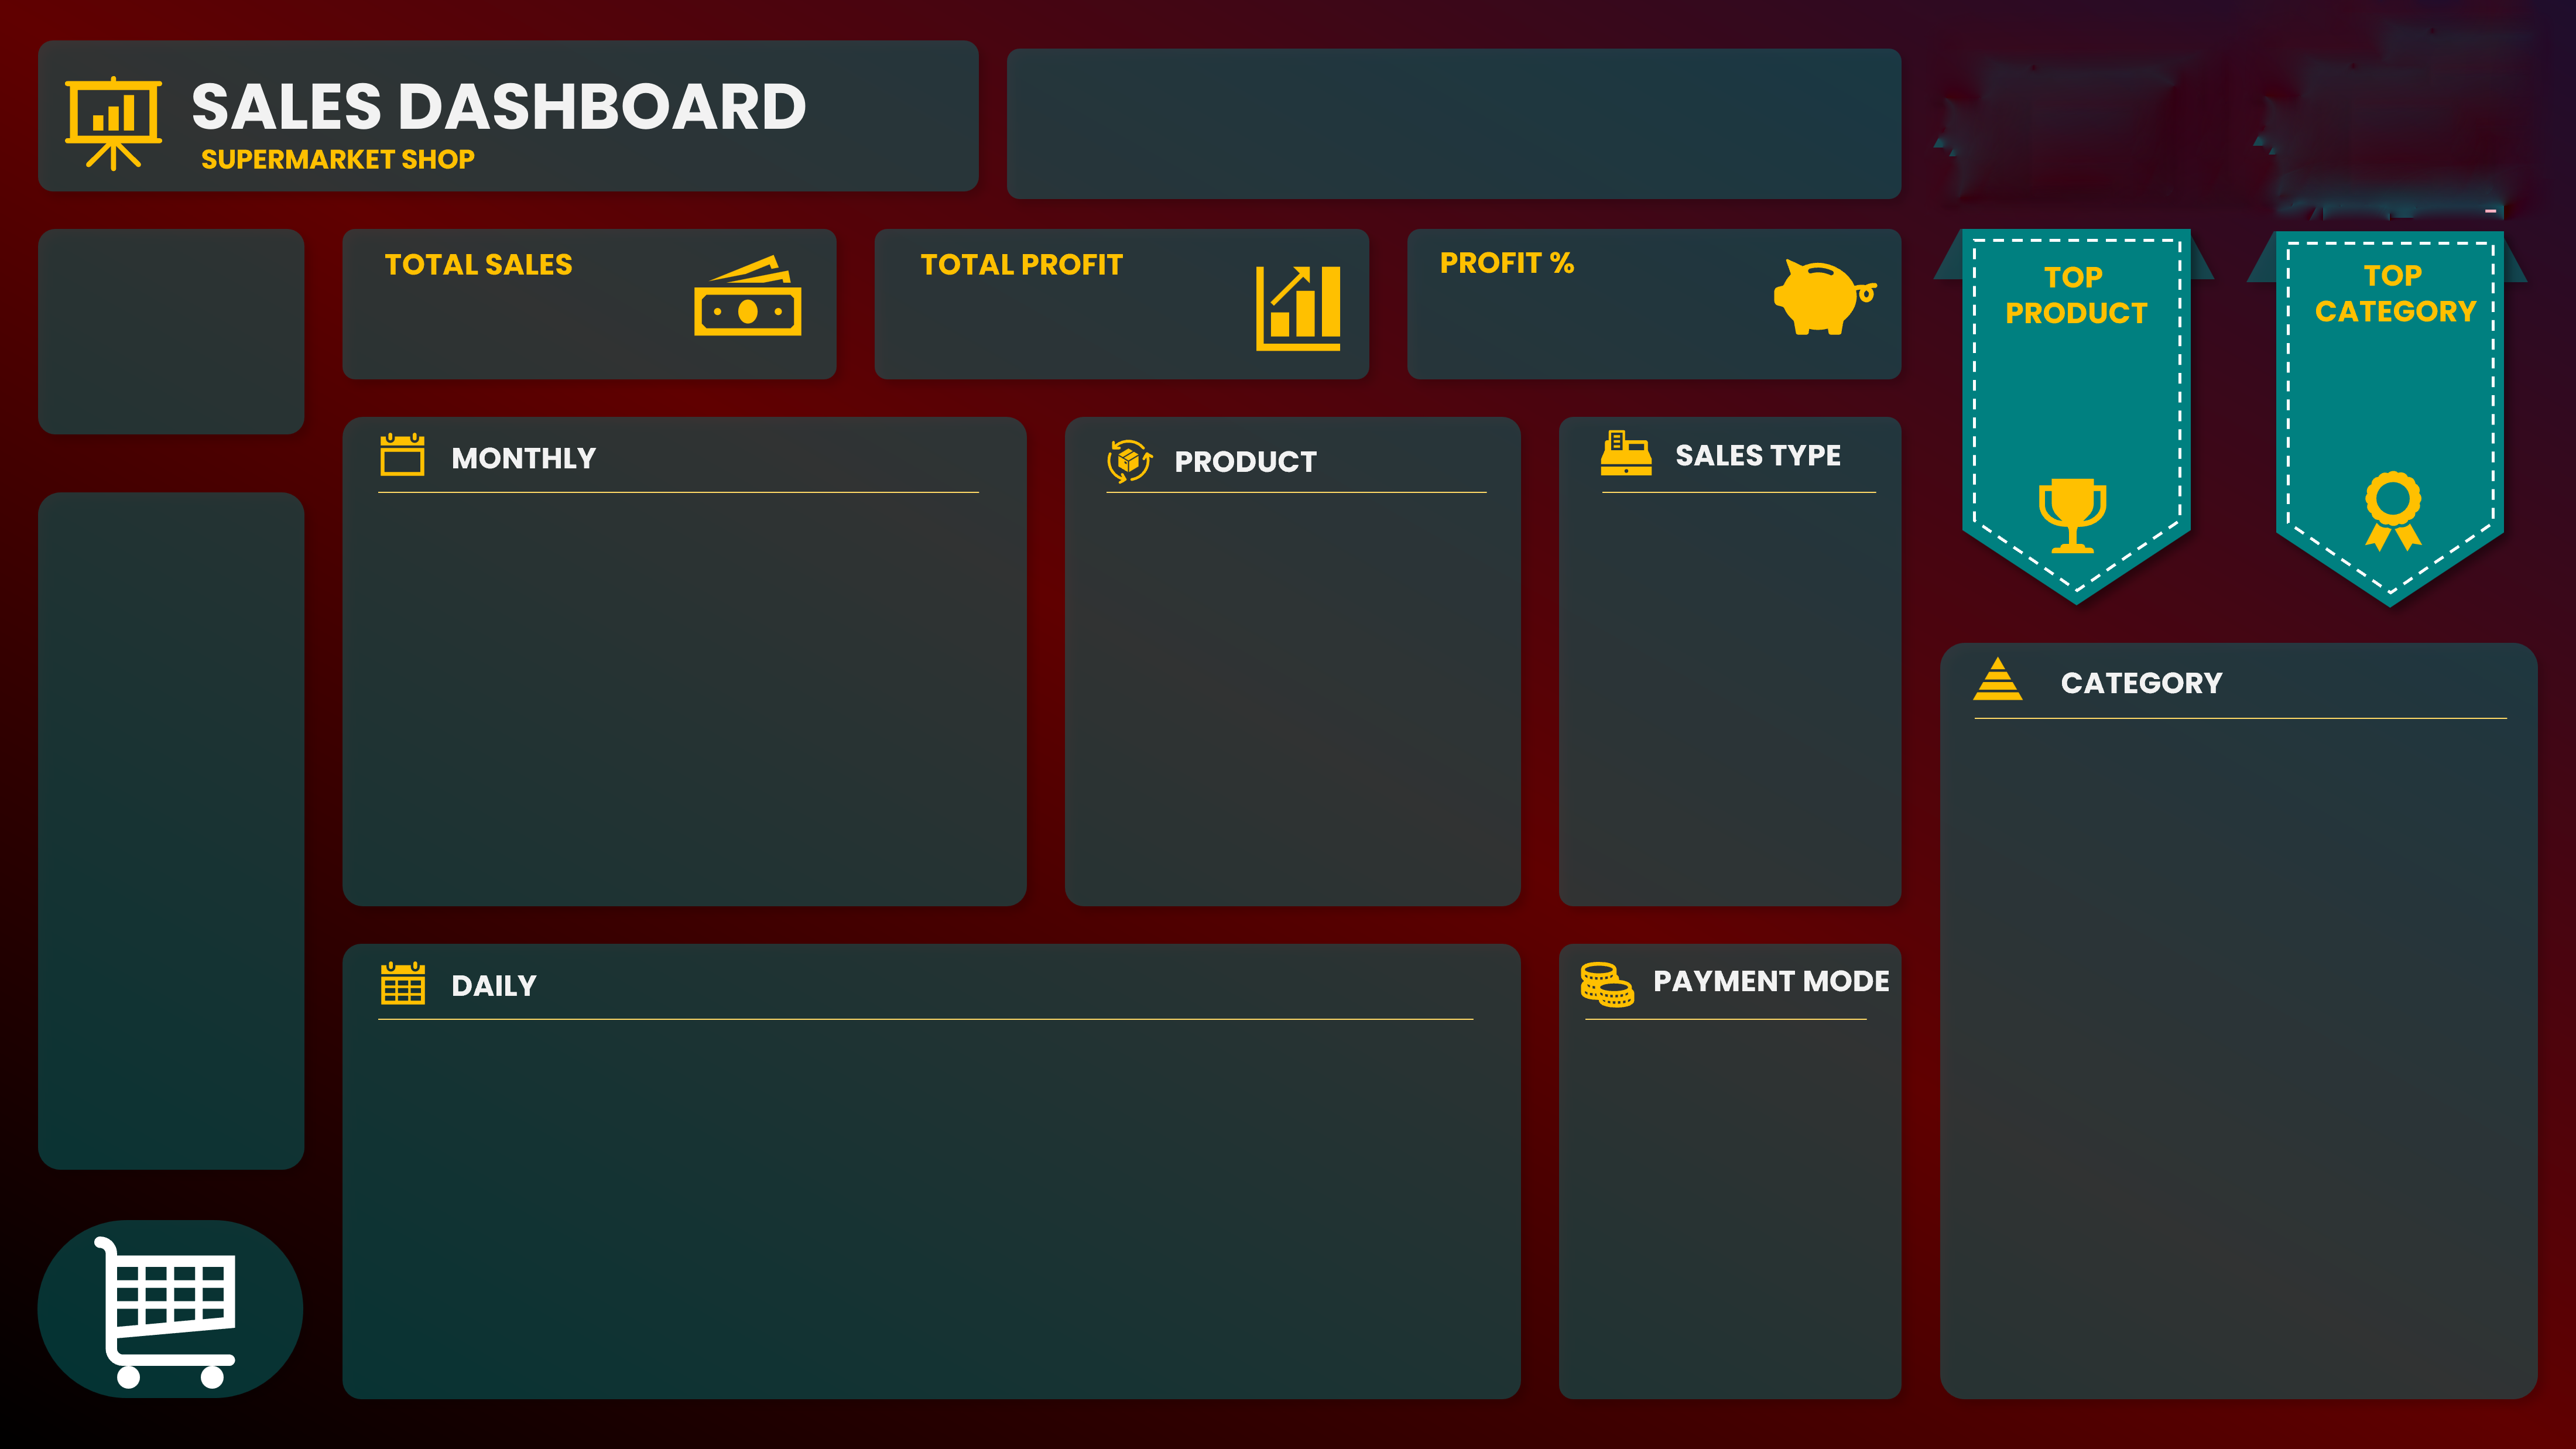 SALES DASHBOARD
SUPERMARKET SHOP
TOTAL SALES
TOTAL PROFIT
PROFIT %
TOP
PRODUCT
TOP
CATEGORY
MONTHLY
PRODUCT
SALES TYPE
CATEGORY
DAILY
PAYMENT MODE